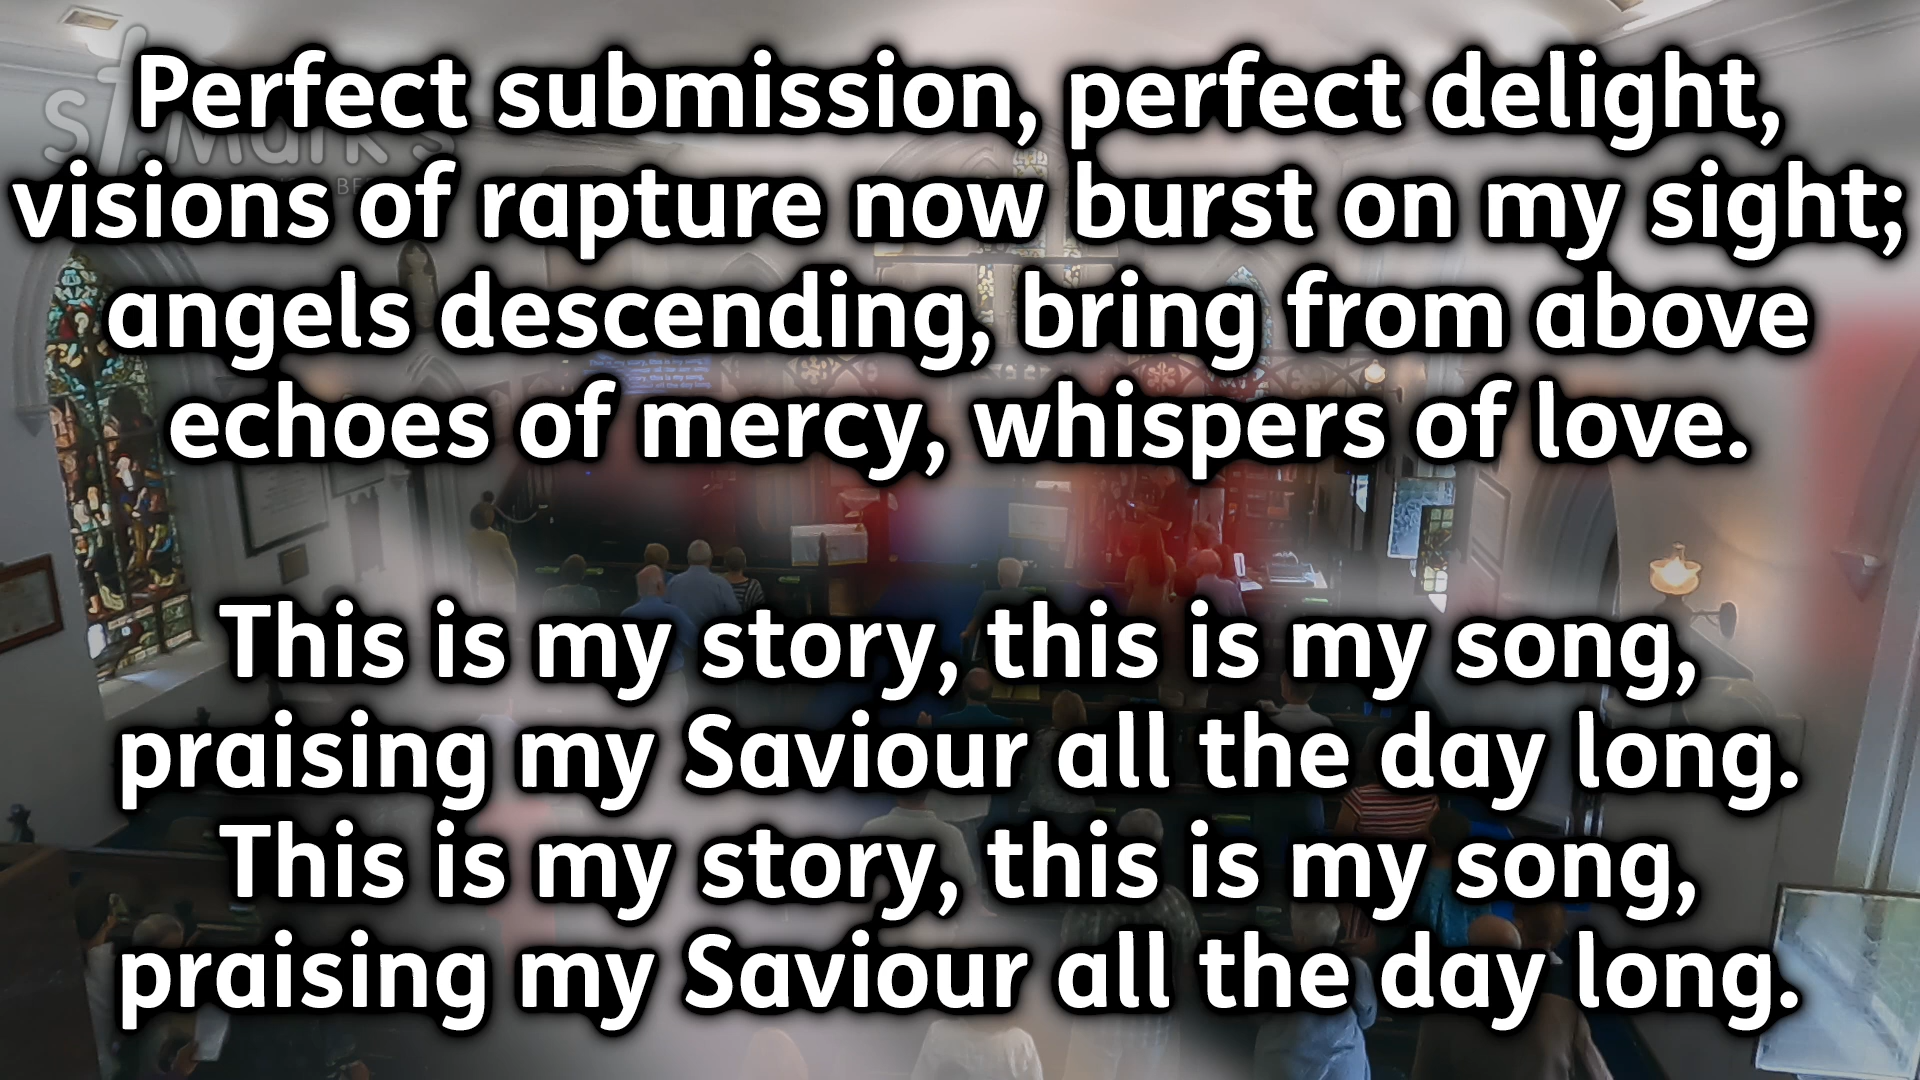 Perfect submission, perfect delight,
visions of rapture now burst on my sight;
angels descending, bring from above
echoes of mercy, whispers of love.
This is my story, this is my song,
praising my Saviour all the day long.
This is my story, this is my song,
praising my Saviour all the day long.
St. Mark's